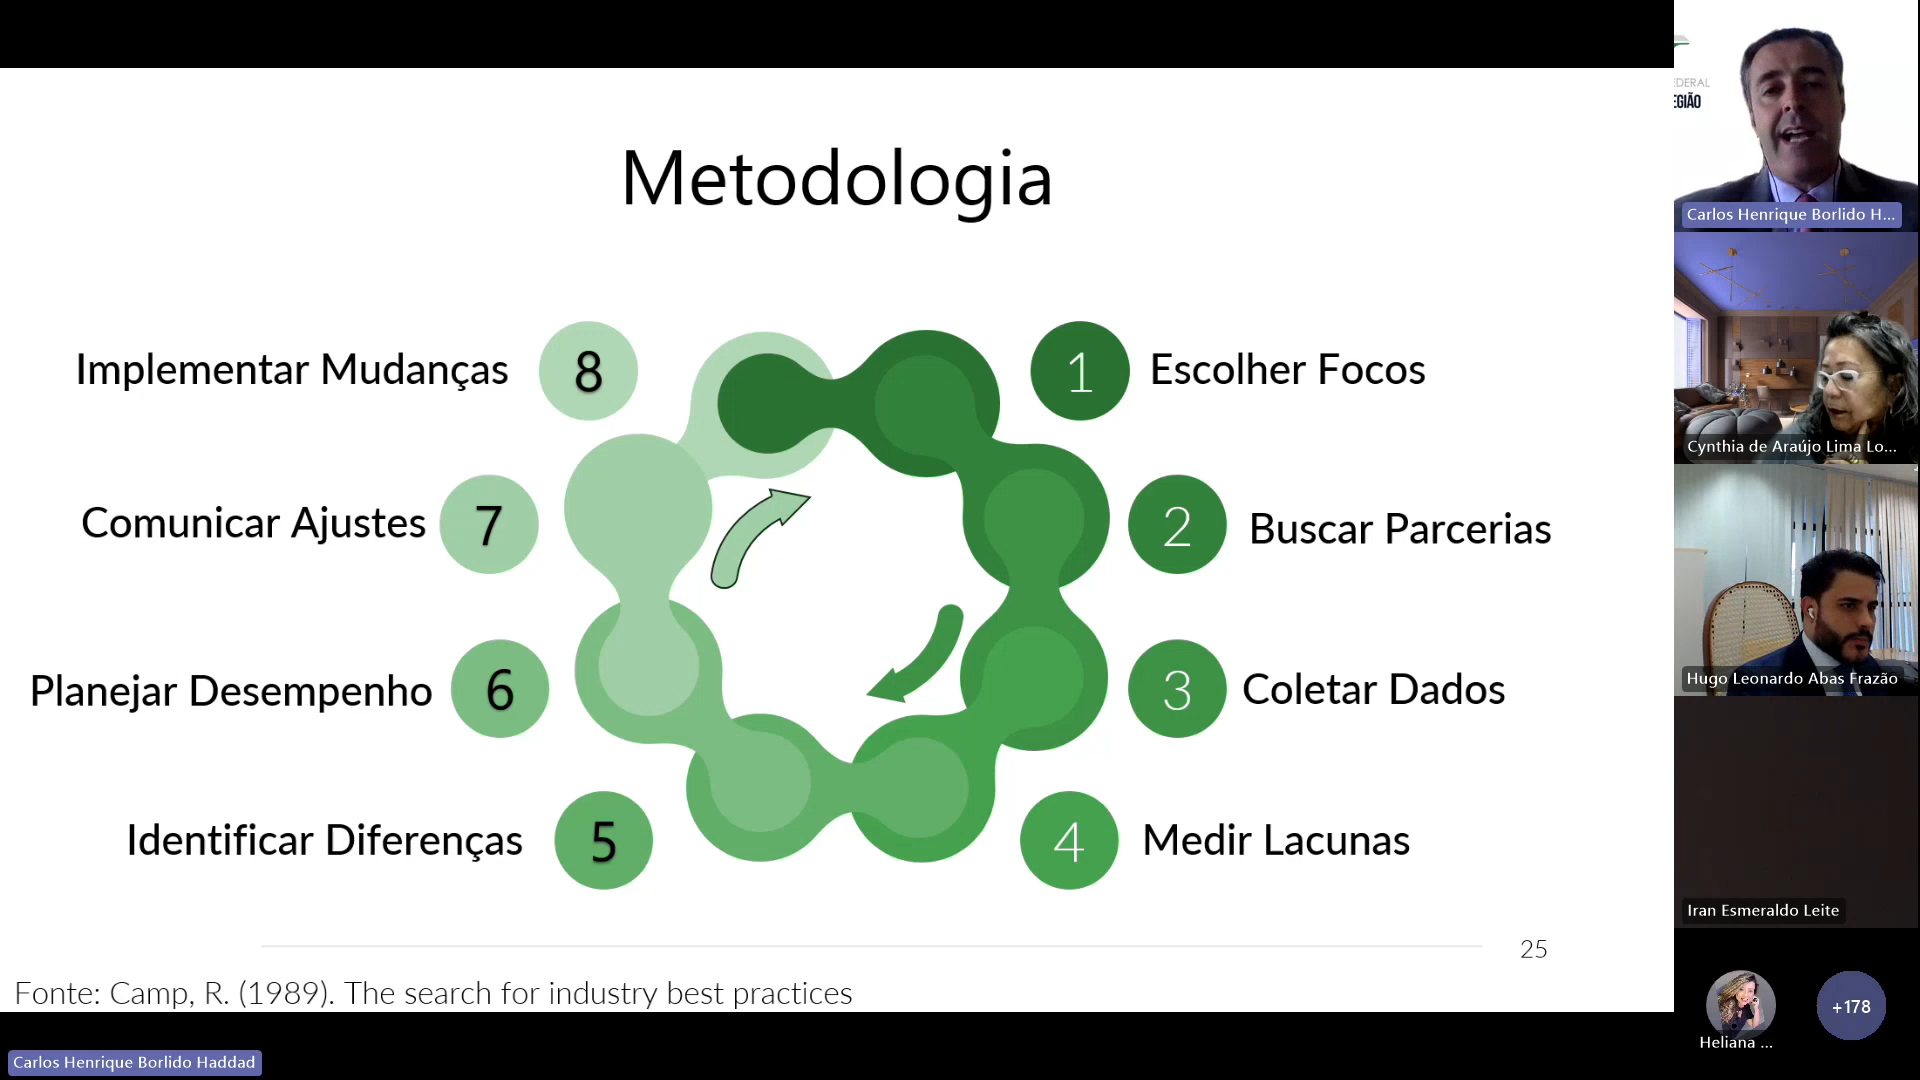 Metodologia
8
Implementar Mudanças
1
Escolher Focos
7
Comunicar Ajustes
2
Buscar Parcerias
6
Planejar Desempenho
3
Coletar Dados
5
Identificar Diferenças
4
Medir Lacunas
25
Fonte: Camp, R. (1989). The search for industry best practices
Carlos Henrique Borlido Haddad
EDERAL
EGIÃO
Carlos Henrique Borlido H...
Cynthia de Araújo Lima Lo...
Hugo Leonardo Abas Frazão
Iran Esmeraldo Leite
Heliana ...
+178